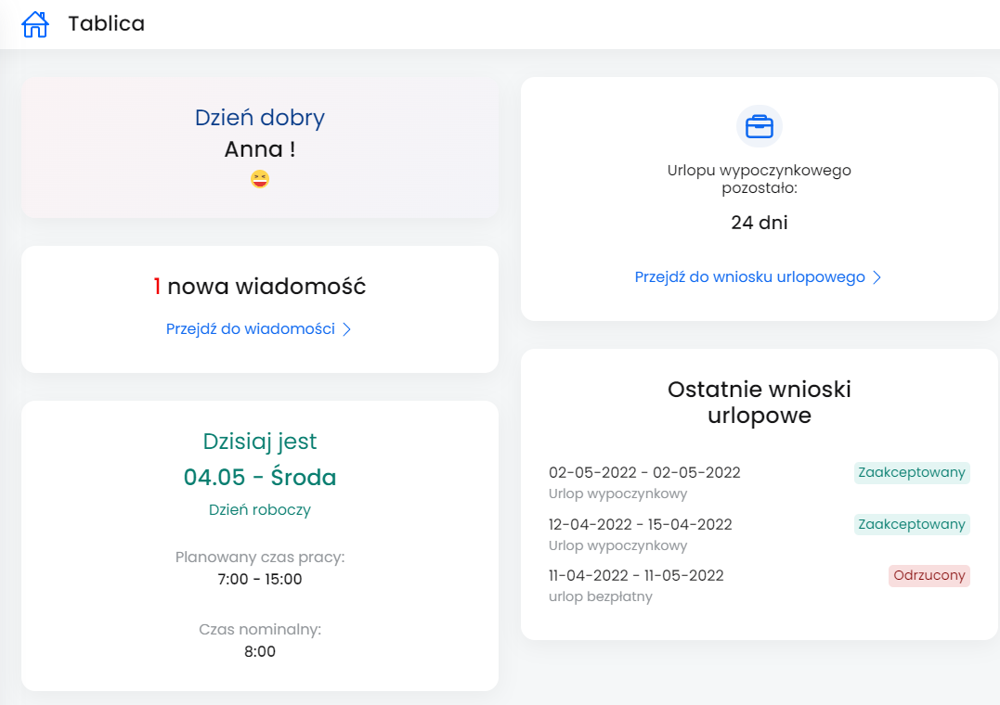 Tablica
Dzień dobry
Anna !
1 nowa wiadomość
Przejdź do wiadomości
Dzisiaj jest
04.05 - Środa
Dzień roboczy
Planowany czas pracy:
7:00 - 15:00
Czas nominalny:
8:00
Urlopu wypoczynkowego
pozostało:
24 dni
Przejdź do wniosku urlopowego
Ostatnie wnioski
urlopowe
02-05-2022 - 02-05-2022 Zaakceptowany
Urlop wypoczynkowy
12-04-2022 - 15-04-2022 Zaakceptowany
Urlop wypoczynkowy
11-04-2022 - 11-05-2022 Odrzucony
urlop bezpłatny